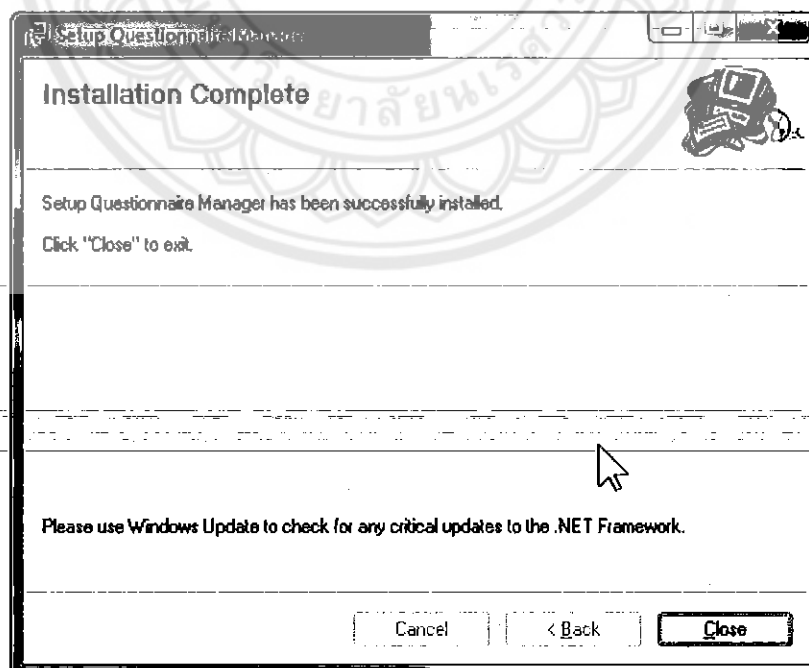 Setup Questionnaire Manager
Installation Complete
Setup Questionnaire Manager has been successfully installed.
Click "Close" to exit.
Please use Windows Update to check for any critical updates to the .NET Framework.
Cancel
< Back
Close